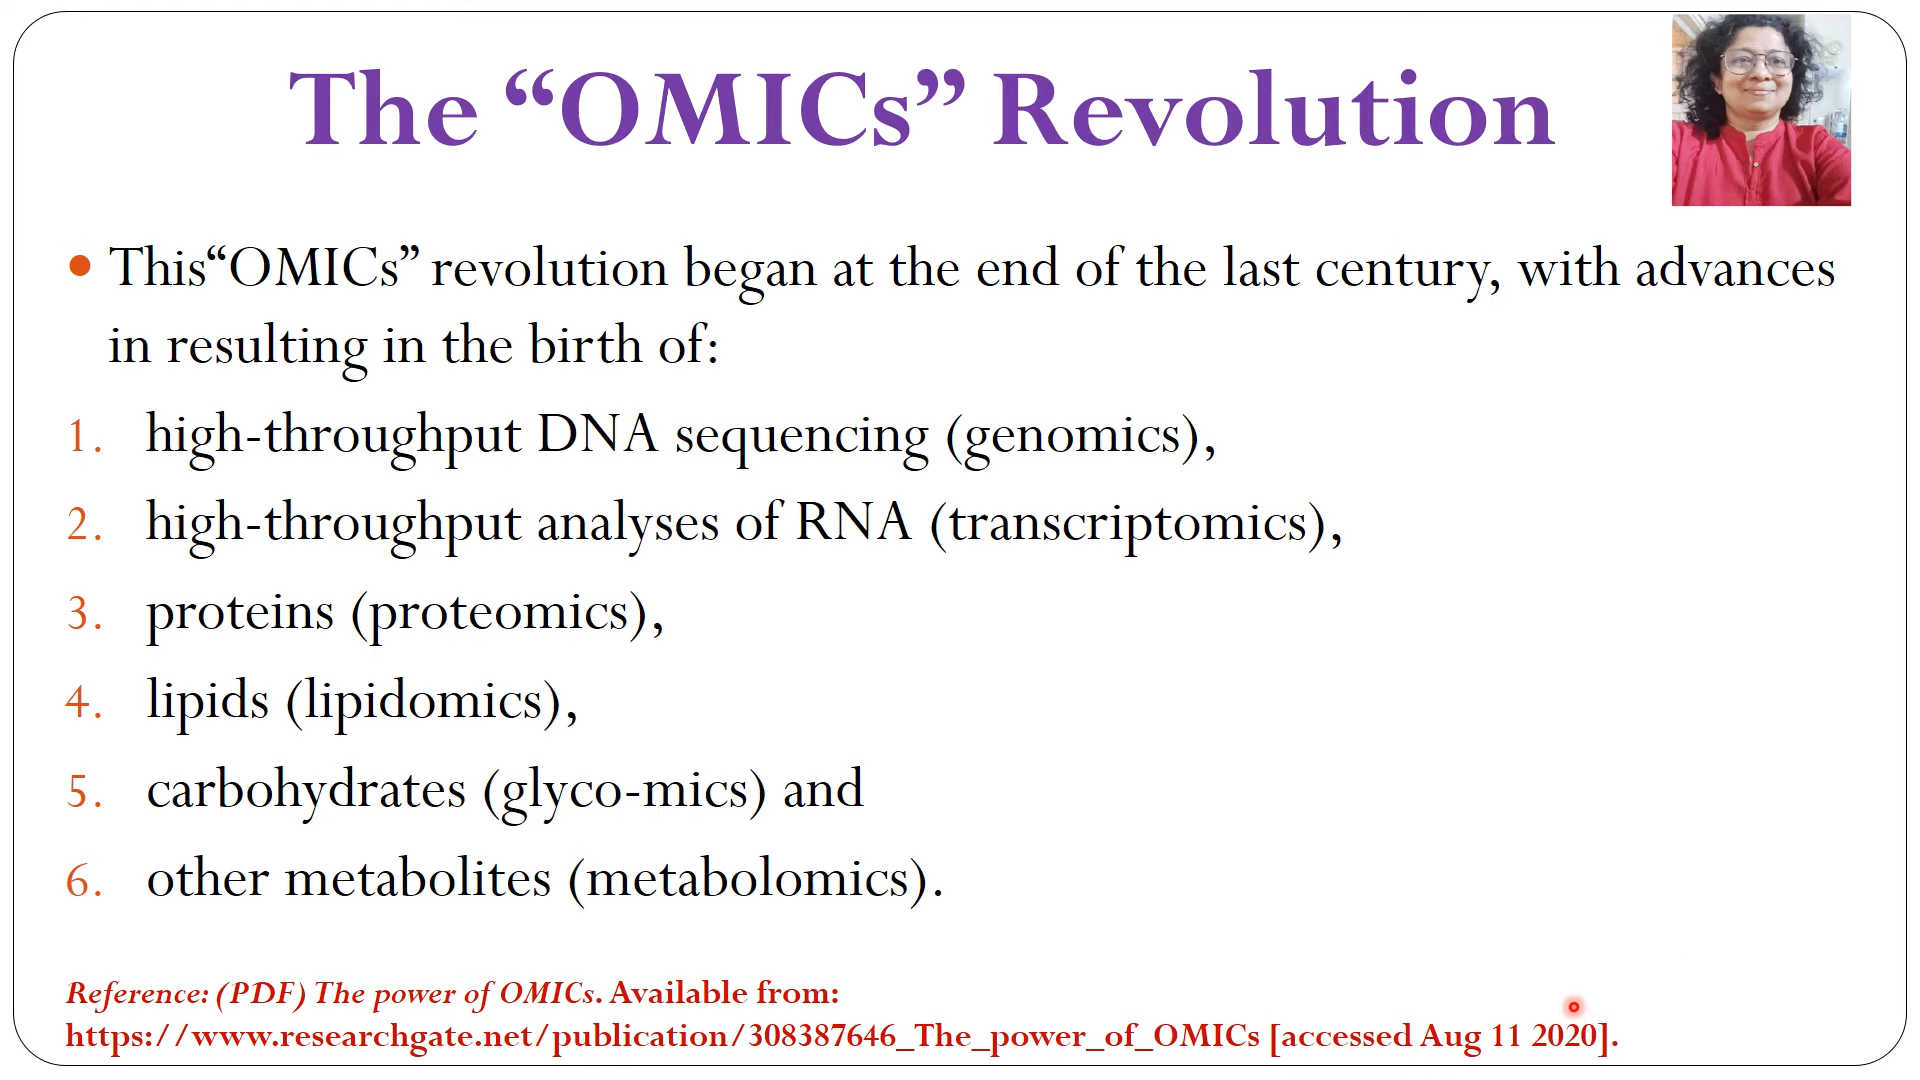 The “OMICs” Revolution
• This“OMICs” revolution began at the end of the last century, with advances
in resulting in the birth of:
1. high-throughput DNA sequencing (genomics),
2. high-throughput analyses of RNA (transcriptomics),
3. proteins (proteomics),
4. lipids (lipidomics),
5. carbohydrates (glyco-mics) and
6. other metabolites (metabolomics).
Reference: (PDF) The power of OMICs. Available from:
https://www.researchgate.net/publication/308387646_The_power_of_OMICs [accessed Aug 11 2020].